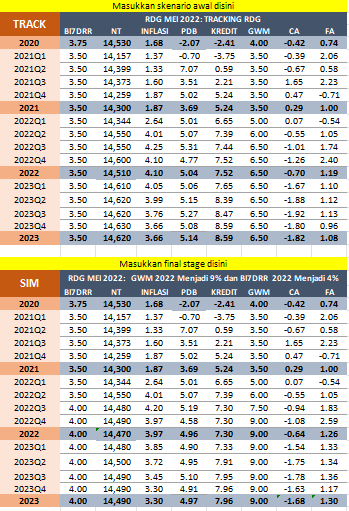 Masukkan skenario awal disini
TRACK RDG MEI 2022: TRACKING RDG
BI7DRR NT INFLASI PDB KREDIT GWM CA FA
2020 3.75 14,530 1.68 -2.07 -2.41 4.00 -0.42 0.74
2021Q1 3.50 14,157 1.37 -0.70 -3.75 3.50 -0.39 2.06
2021Q2 3.50 14,399 1.33 7.07 0.59 3.50 -0.67 0.58
2021Q3 3.50 14,373 1.60 3.51 2.21 3.50 1.65 2.23
2021Q4 3.50 14,259 1.87 5.02 5.24 3.50 0.47 -0.71
2021 3.50 14,300 1.87 3.69 5.24 3.50 0.29 1.00
2022Q1 3.50 14,344 2.64 5.01 6.65 5.00 0.07 -0.54
2022Q2 3.50 14,550 4.01 5.07 7.39 6.00 -0.55 1.05
2022Q3 3.50 14,550 4.25 5.31 7.44 6.50 -1.01 1.74
2022Q4 3.50 14,600 4.10 4.77 7.52 6.50 -1.26 2.40
2022 3.50 14,510 4.10 5.04 7.52 6.50 -0.70 1.19
2023Q1 3.50 14,610 4.05 5.06 7.65 6.50 -1.67 1.10
2023Q2 3.50 14,620 3.99 5.15 8.39 6.50 -1.88 1.12
2023Q3 3.50 14,620 3.76 5.27 8.47 6.50 -1.92 1.13
2023Q4 3.50 14,630 3.66 5.08 8.59 6.50 -1.80 0.96
2023 3.50 14,620 3.66 5.14 8.59 6.50 -1.82 1.08
Masukkan final stage disini
SIM RDG MEI 2022: GWM 2022 Menjadi 9% dan BI7DRR 2022 Menjadi 4%
BI7DRR NT INFLASI PDB KREDIT GWM CA FA
2020 3.75 14,530 1.68 -2.07 -2.41 4.00 -0.42 0.74
2021Q1 3.50 14,157 1.37 -0.70 -3.75 3.50 -0.39 2.06
2021Q2 3.50 14,399 1.33 7.07 0.59 3.50 -0.67 0.58
2021Q3 3.50 14,373 1.60 3.51 2.21 3.50 1.65 2.23
2021Q4 3.50 14,259 1.87 5.02 5.24 3.50 0.47 -0.71
2021 3.50 14,300 1.87 3.69 5.24 3.50 0.29 1.00
2022Q1 3.50 14,344 2.64 5.01 6.65 5.00 0.07 -0.54
2022Q2 3.50 14,550 4.01 5.07 7.39 9.00 -0.55 1.05
2022Q3 4.00 14,480 4.20 5.19 7.30 7.50 -0.94 1.83
2022Q4 4.00 14,490 3.97 4.58 7.30 9.00 -1.08 2.59
2022 4.00 14,470 3.97 4.96 7.30 9.00 -0.64 1.26
2023Q1 4.00 14,480 3.85 4.90 7.33 9.00 -1.54 1.33
2023Q2 4.00 14,500 3.72 4.95 7.91 9.00 -1.75 1.34
2023Q3 4.00 14,490 3.45 5.10 7.95 9.00 -1.78 1.36
2023Q4 4.00 14,490 3.30 4.91 7.96 9.00 -1.63 1.17
2023 4.00 14,490 3.30 4.97 7.96 9.00 -1.68 1.30